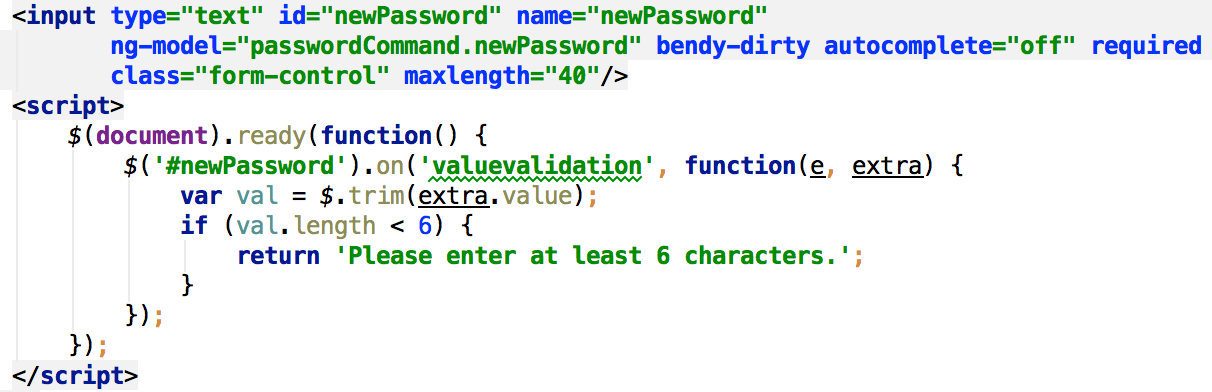 <input type="text" id="newPassword" name="newPassword"
ng-model="passwordCommand.newPassword" bendy-dirty autocomplete="off" required
class="form-control" maxlength="40"/>
<script>
$(document).ready(function() {
$('#newPassword').on('valuevalidation', function(e, extra) {
var val = $.trim(extra.value);
if (val.length < 6) {
return 'Please enter at least 6 characters.';
}
});
});
</script>